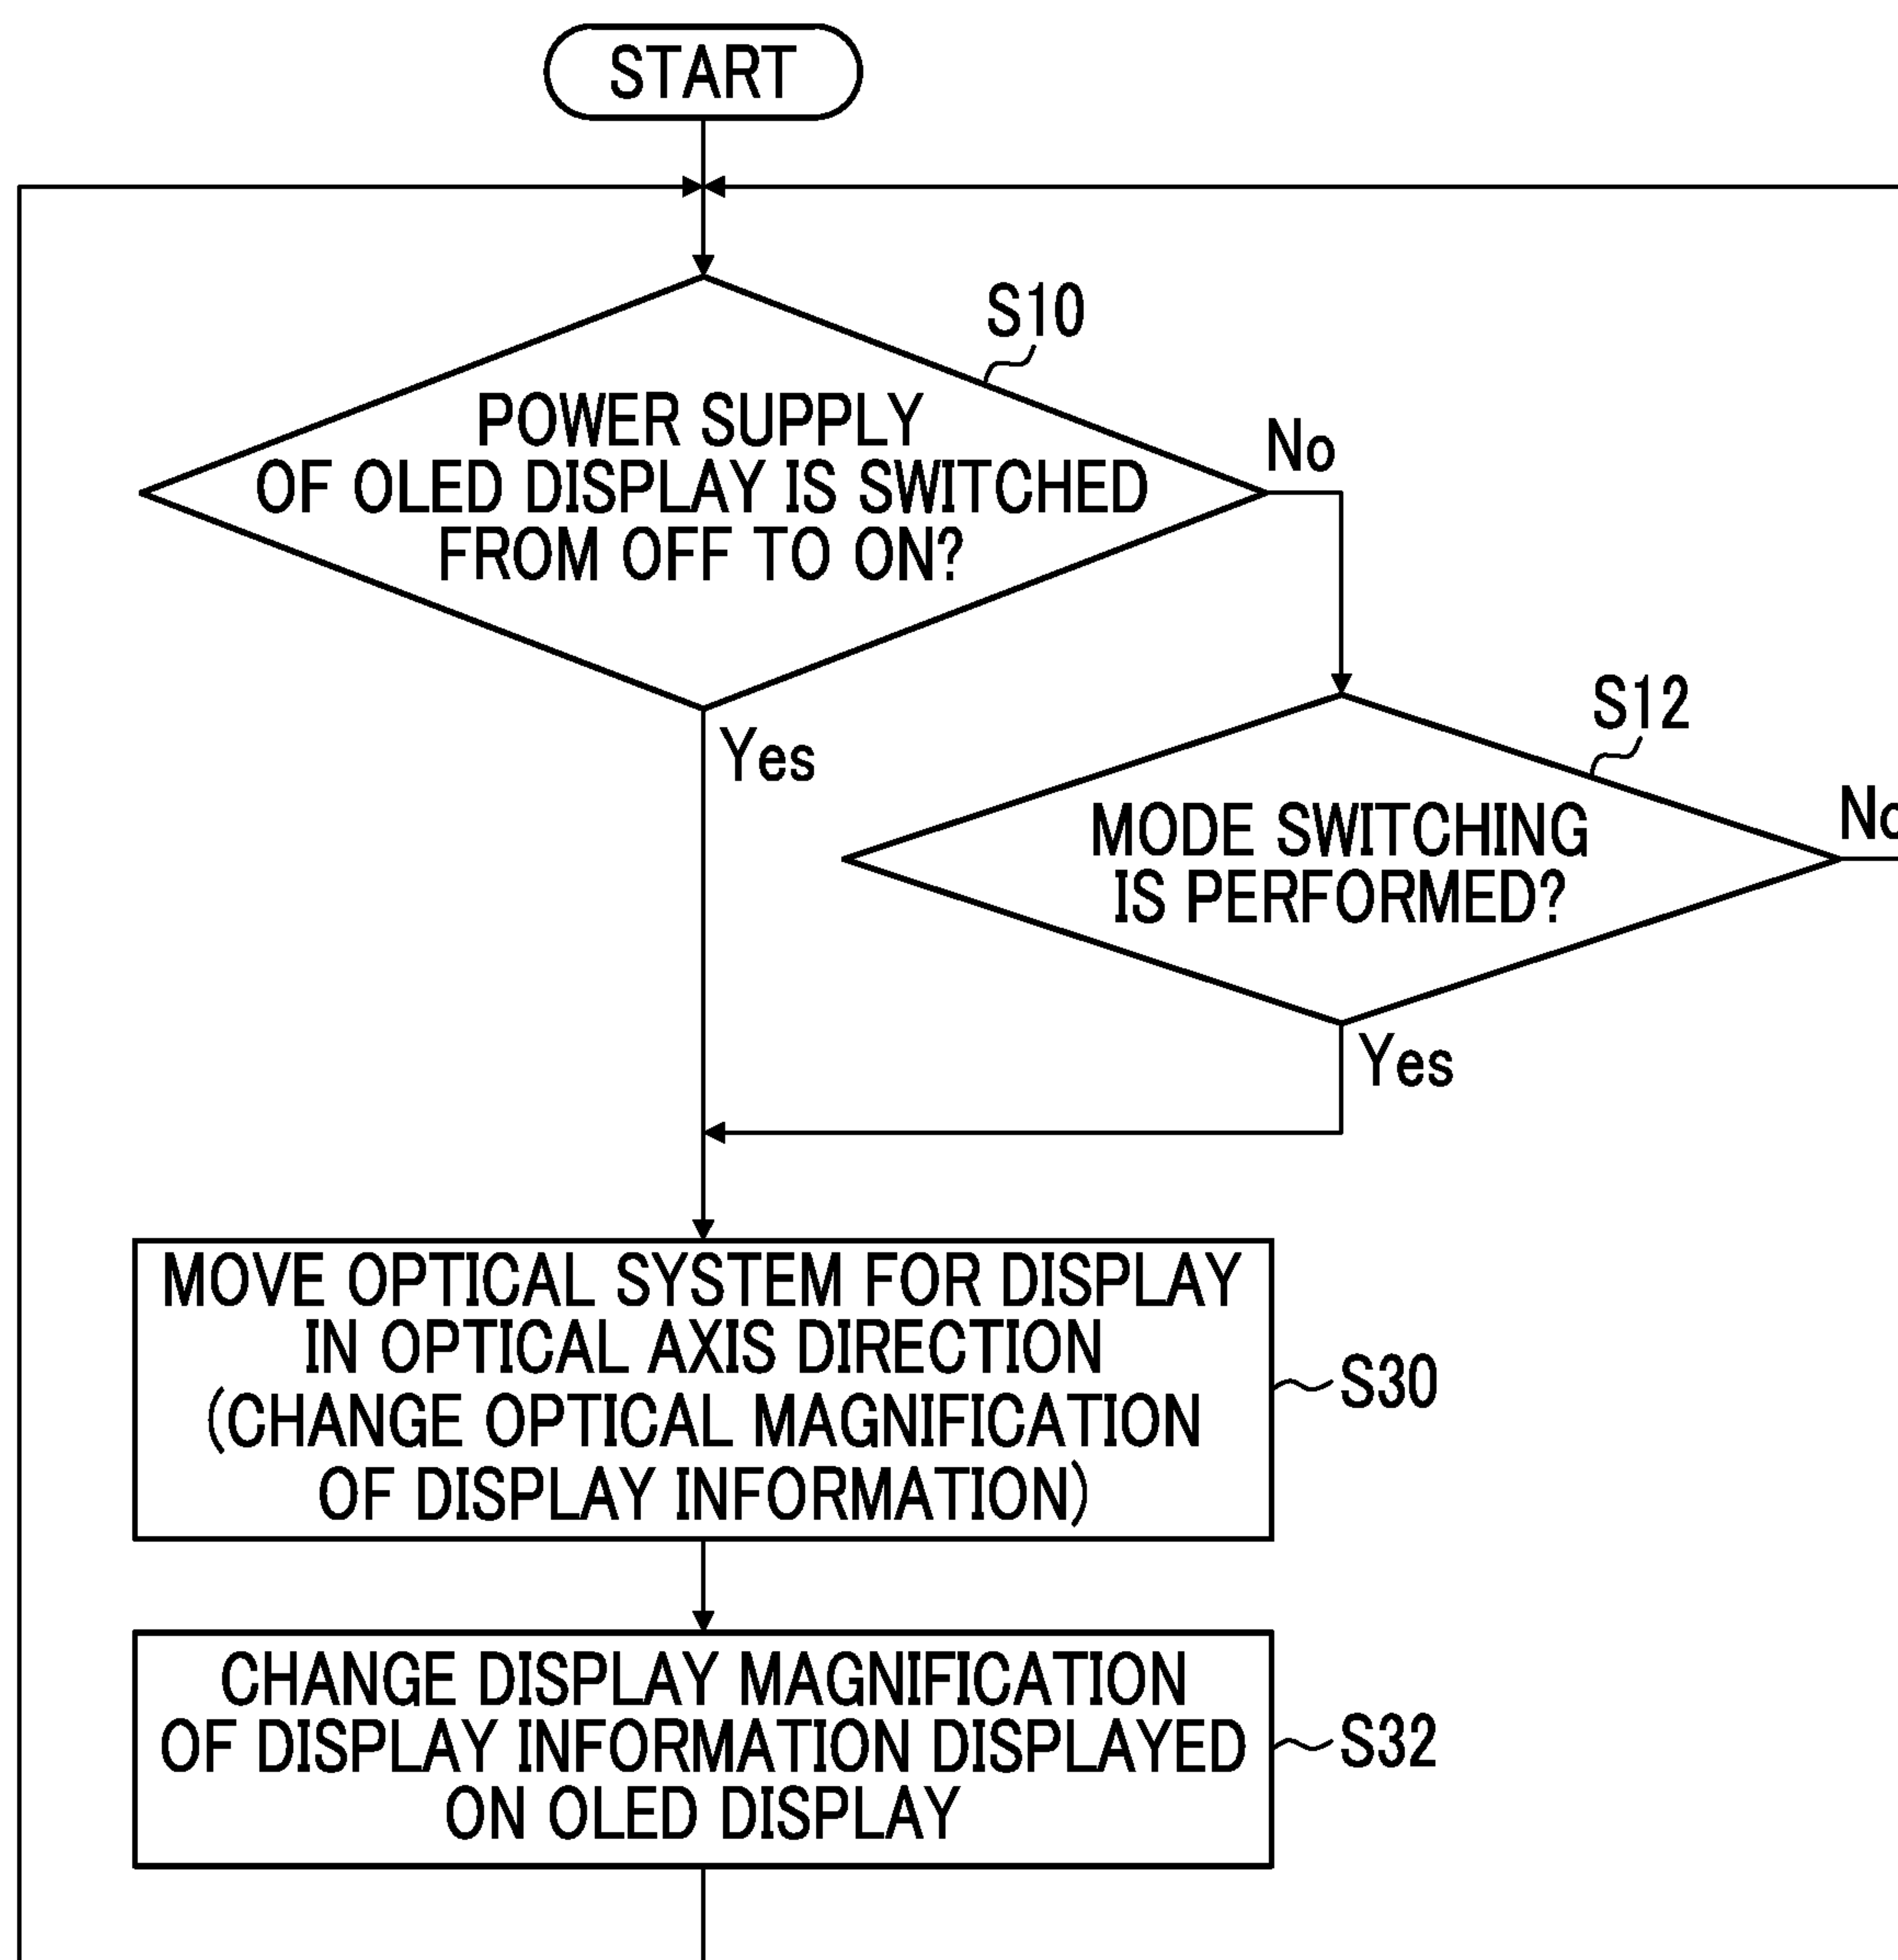 START
S10
POWER SUPPLY
OF OLED DISPLAY IS SWITCHED
FROM OFF TO ON?
No
Yes
S12
MODE SWITCHING
IS PERFORMED?
No
Yes
MOVE OPTICAL SYSTEM FOR DISPLAY
IN OPTICAL AXIS DIRECTION
(CHANGE OPTICAL MAGNIFICATION
OF DISPLAY INFORMATION)
S30
CHANGE DISPLAY MAGNIFICATION
OF DISPLAY INFORMATION DISPLAYED
ON OLED DISPLAY
S32